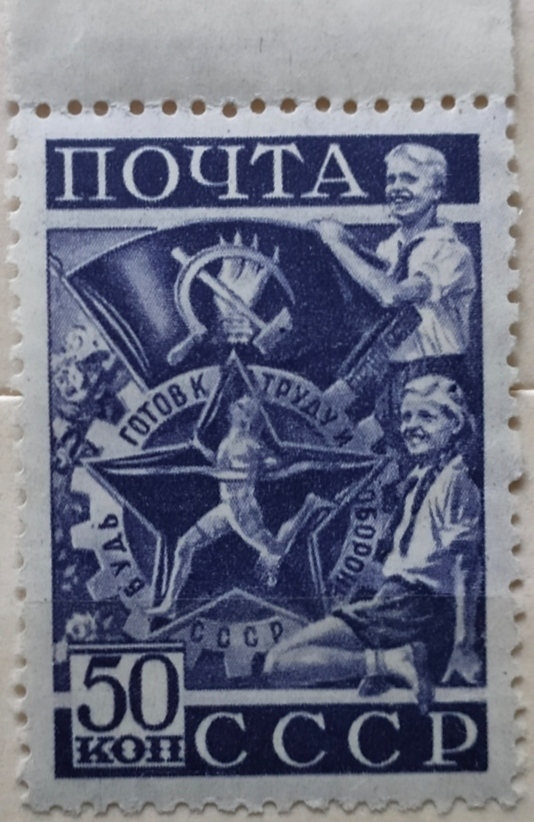 ПОЧТА
БУДЬ ГОТОВ К ТРУДУ И ОБОРОНЕ
СССР
50
КОП
СССР